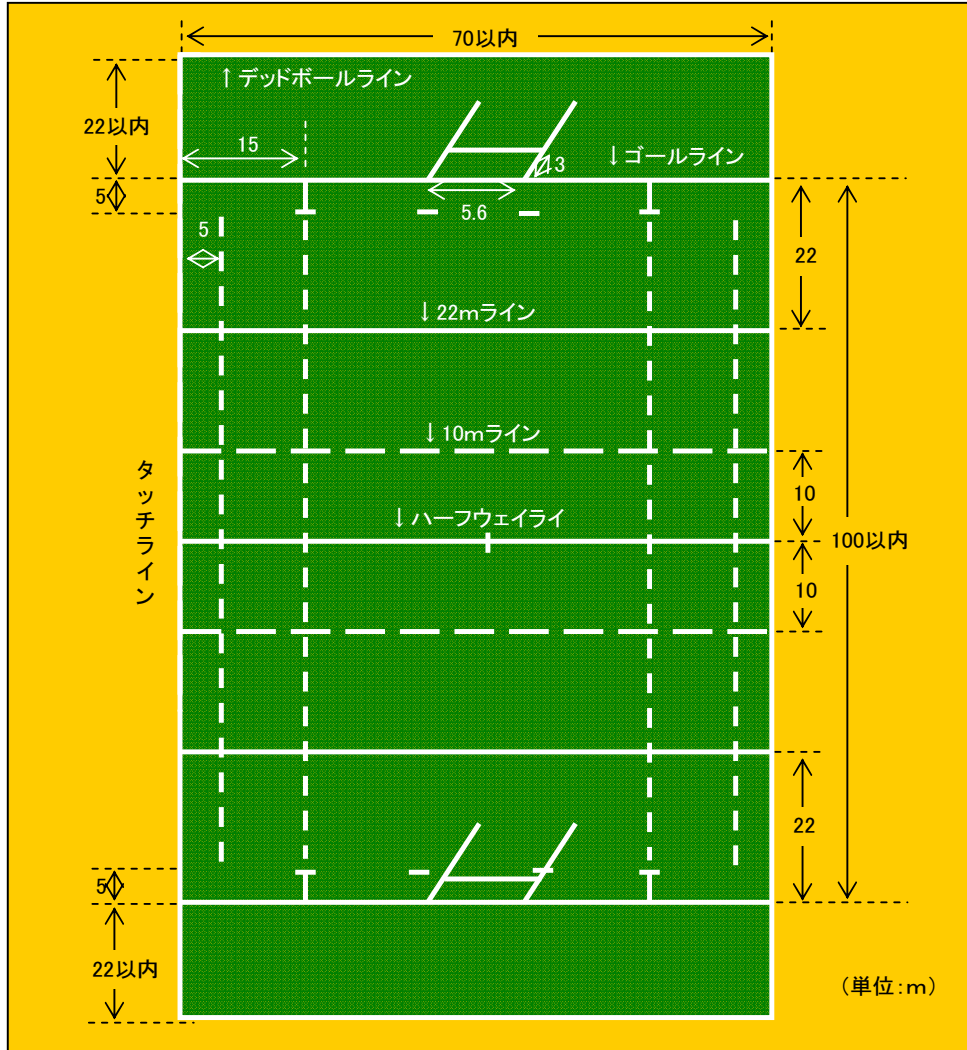 70以内
↑デッドボールライン
22以内
15
↓ゴールライン
3
5
5.6
5
22
↓22mライン
↓10mライン
タッチライン
10
↓ハーフウェイライ
100以内
10
22
5
22以内
(単位:m)